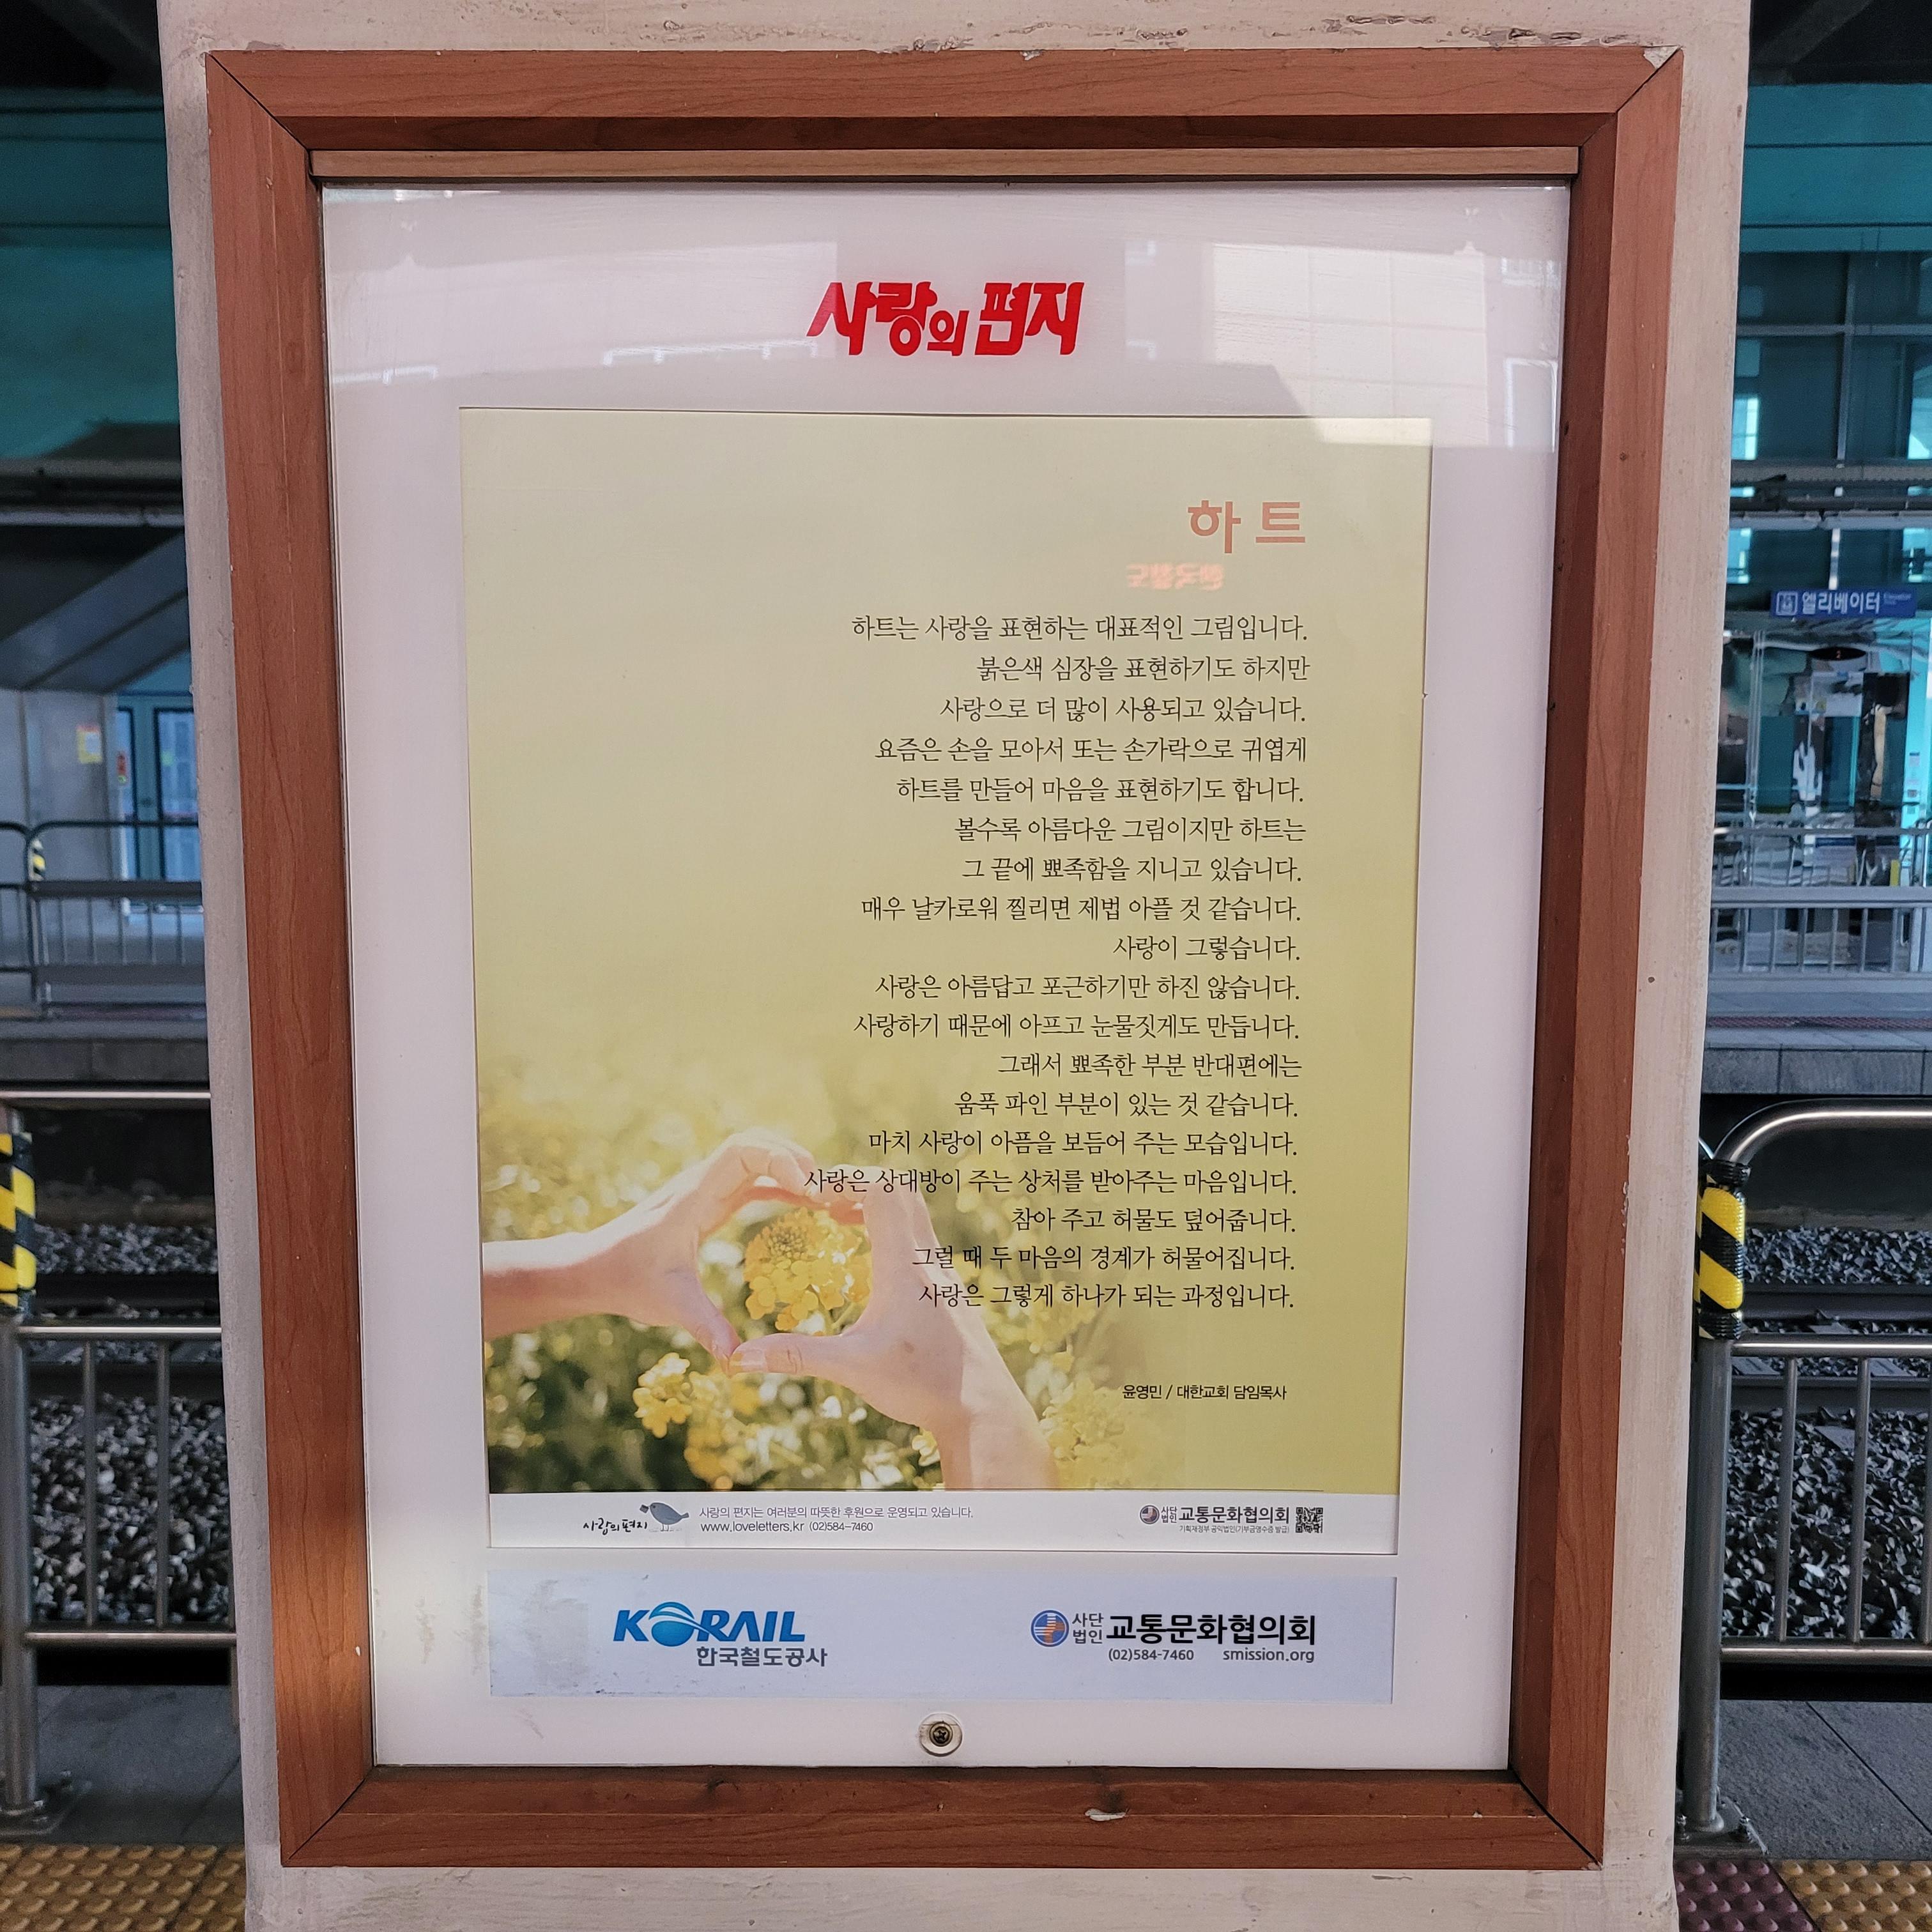 사랑의 편지
하트
하트는 사랑을 표현하는 대표적인 그림입니다.
붉은색 심장을 표현하기도 하지만
사랑으로 더 많이 사용되고 있습니다.
요즘은 손을 모아서 또는 손가락으로 귀엽게
하트를 만들어 마음을 표현하기도 합니다.
볼수록 아름다운 그림이지만 하트는
그 끝에 뾰족함을 지니고 있습니다.
매우 날카로워 찔리면 제법 아플 것 같습니다.
사랑이 그렇습니다.
사랑은 아름답고 포근하기만 하진 않습니다.
사랑하기 때문에 아프고 눈물짓게도 만듭니다.
그래서 뾰족한 부분 반대편에는
움푹 파인 부분이 있는 것 같습니다.
마치 사랑이 아픔을 보듬어 주는 모습입니다.
사랑은 상대방이 주는 상처를 받아주는 마음입니다.
참아 주고 허물도 덮어줍니다.
그럴 때 두 마음의 경계가 허물어집니다.
사랑은 그렇게 하나가 되는 과정입니다.
윤영민 / 대한교회 담임목사
사랑의 편지
사랑의 편지는 여러분의 따뜻한 후원으로 운영되고 있습니다.
www.loveletters.kr (02)584-7460
사단법인 교통문화협의회
기획재정부 공익법인(기부금영수증 발급)
KORAIL
한국철도공사
사단법인 교통문화협의회
(02)584-7460 smission.org
엘리베이터